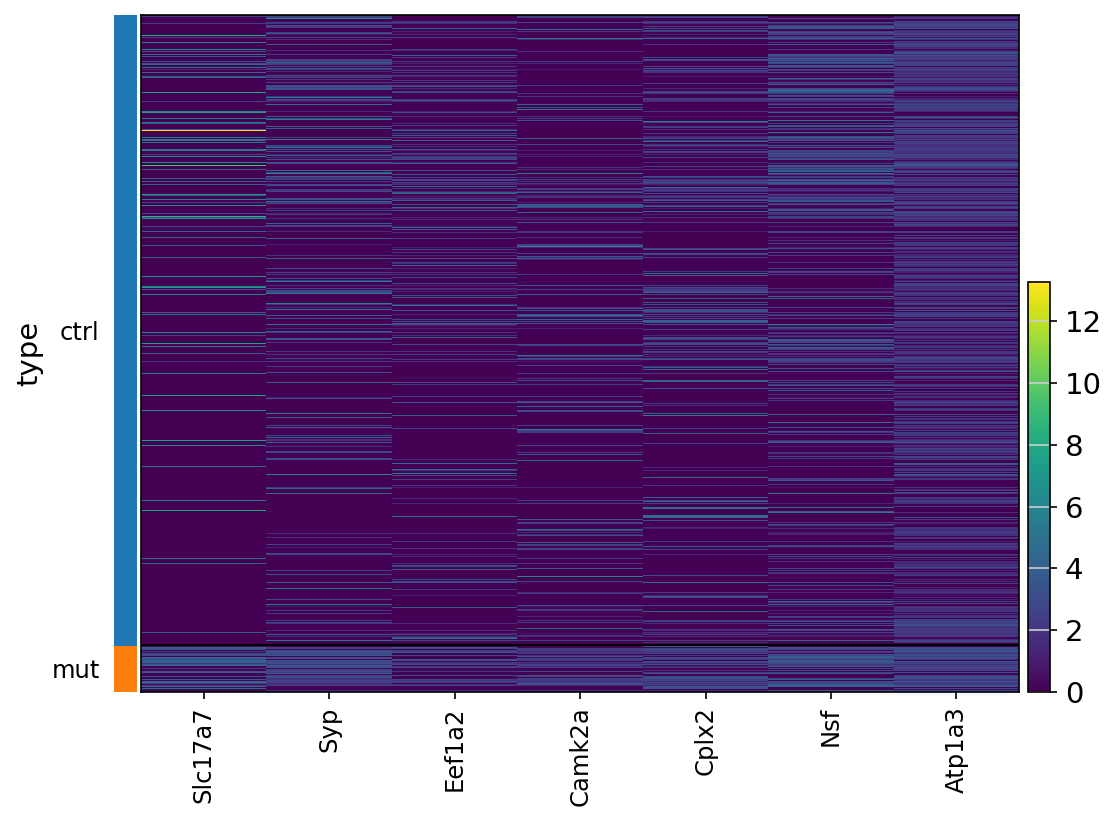 type
ctrl
mut
Slc17a7
Syp
Eef1a2
Camk2a
Cplx2
Nsf
Atp1a3
12
10
8
6
4
2
0